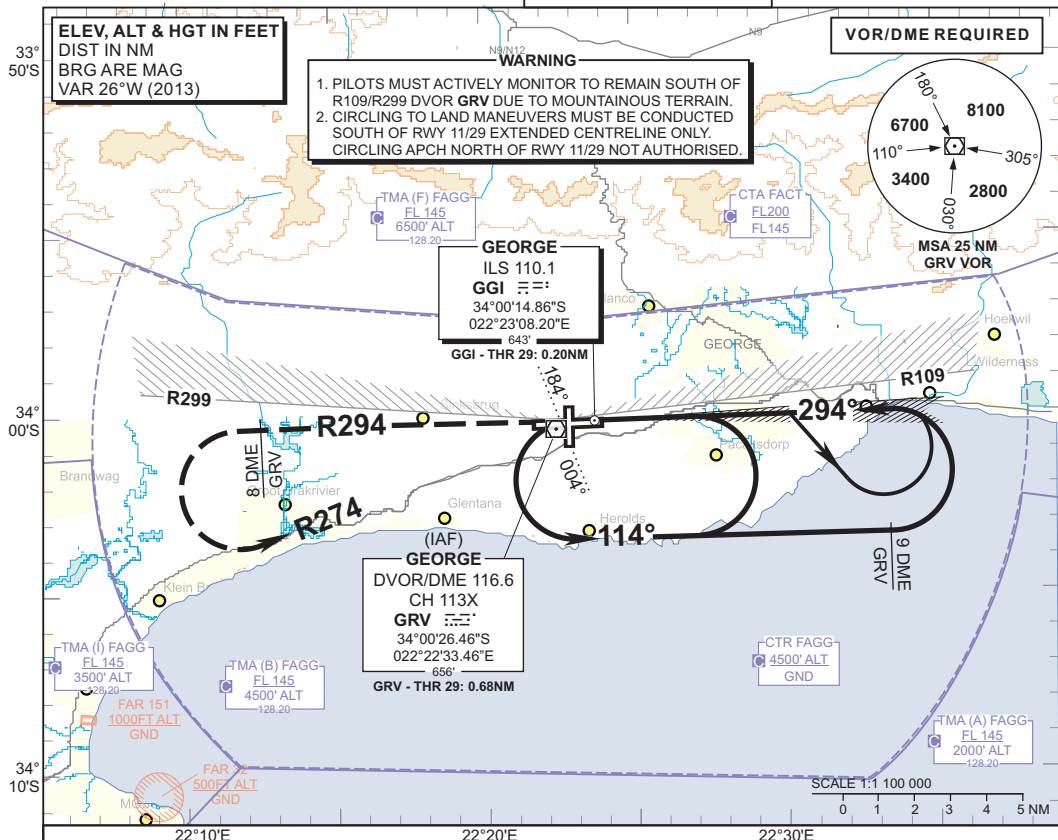 ELEV, ALT & HGT IN FEET
DIST IN NM
BRG ARE MAG
VAR 26°W (2013)
33°
50'S
N9/N12
N9
WARNING
1. PILOTS MUST ACTIVELY MONITOR TO REMAIN SOUTH OF
R109/R299 DVOR GRV DUE TO MOUNTAINOUS TERRAIN.
2. CIRCLING TO LAND MANEUVERS MUST BE CONDUCTED
SOUTH OF RWY 11/29 EXTENDED CENTRELINE ONLY.
CIRCLING APCH NORTH OF RWY 11/29 NOT AUTHORISED.
VOR/DME REQUIRED
180°
8100
6700
110°
305°
3400
2800
030°
MSA 25 NM
GRV VOR
TMA (F) FAGG
FL 145
6500' ALT
128.20
CTA FACT
C
FL200
FL145
C
GEORGE
ILS 110.1
GGI
34°00'14.86"S
022°23'08.20"E
643'
GGI - THR 29: 0.20NM
lanco
GEORGE
Hoekwil
Wilderness
R109
R299
184°
34°
00'S
R294
294°
8 DME
GRV
Brandwag
R274
Glentana
004°
Pacaltsdorp
Herolds
114°
9 DME
GRV
(IAF)
GEORGE
DVOR/DME 116.6
CH 113X
GRV
34°00'26.46"S
022°22'33.46"E
656'
GRV - THR 29: 0.68NM
Klein B
TMA (I) FAGG
C
FL 145
3500' ALT
128.20
TMA (B) FAGG
C
FL 145
4500' ALT
128.20
CTR FAGG
C
4500' ALT
GND
FAR 151
1000FT ALT
GND
TMA (A) FAGG
C
FL 145
2000' ALT
128.20
34°
10'S
FAR 32
500FT ALT
GND
SCALE 1:1 100 000
0 1 2 3 4 5 NM
22°10'E
22°20'E
22°30'E